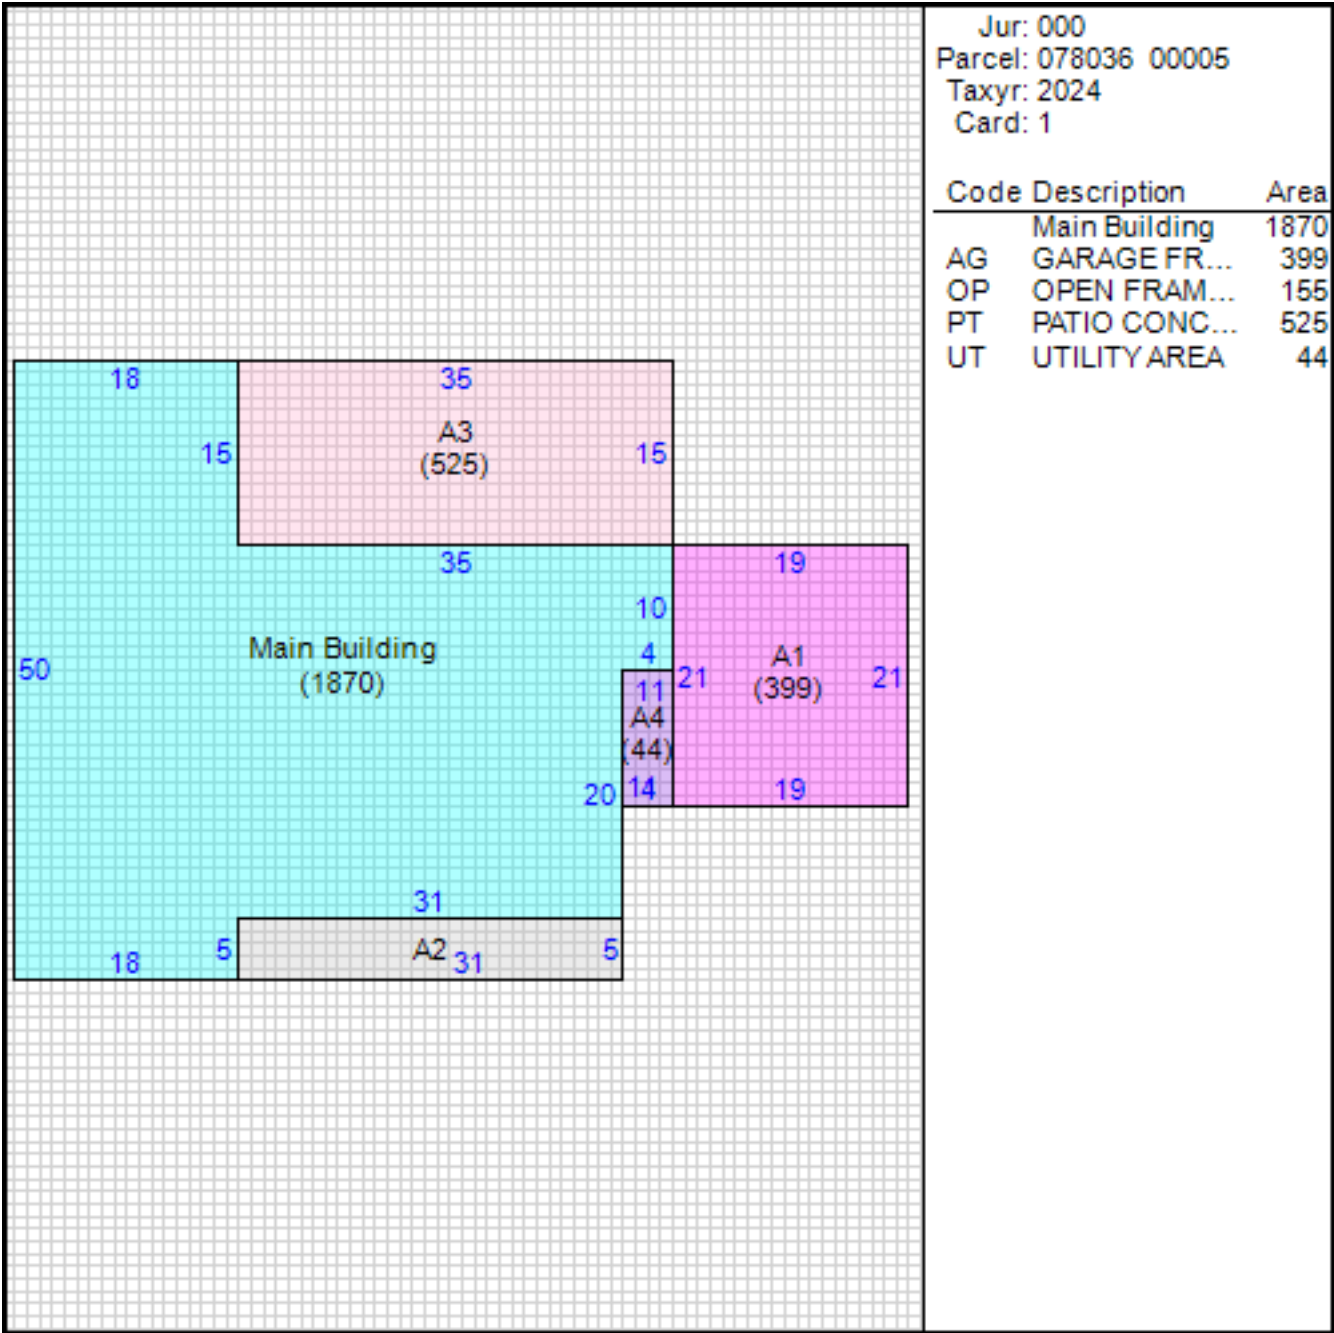 Jur: 000
Parcel: 078036 00005
Taxyr: 2024
Card: 1
Code Description Area
Main Building 1870
AG GARAGE FR... 399
OP OPEN FRAM... 155
PT PATIO CONC... 525
UT UTILITY AREA 44
18
35
15
A3
(525)
15
35
19
10
Main Building
(1870)
4
50
21
A1
(399)
21
11
A4
(44)
20
14
19
31
5
A2
5
18
31